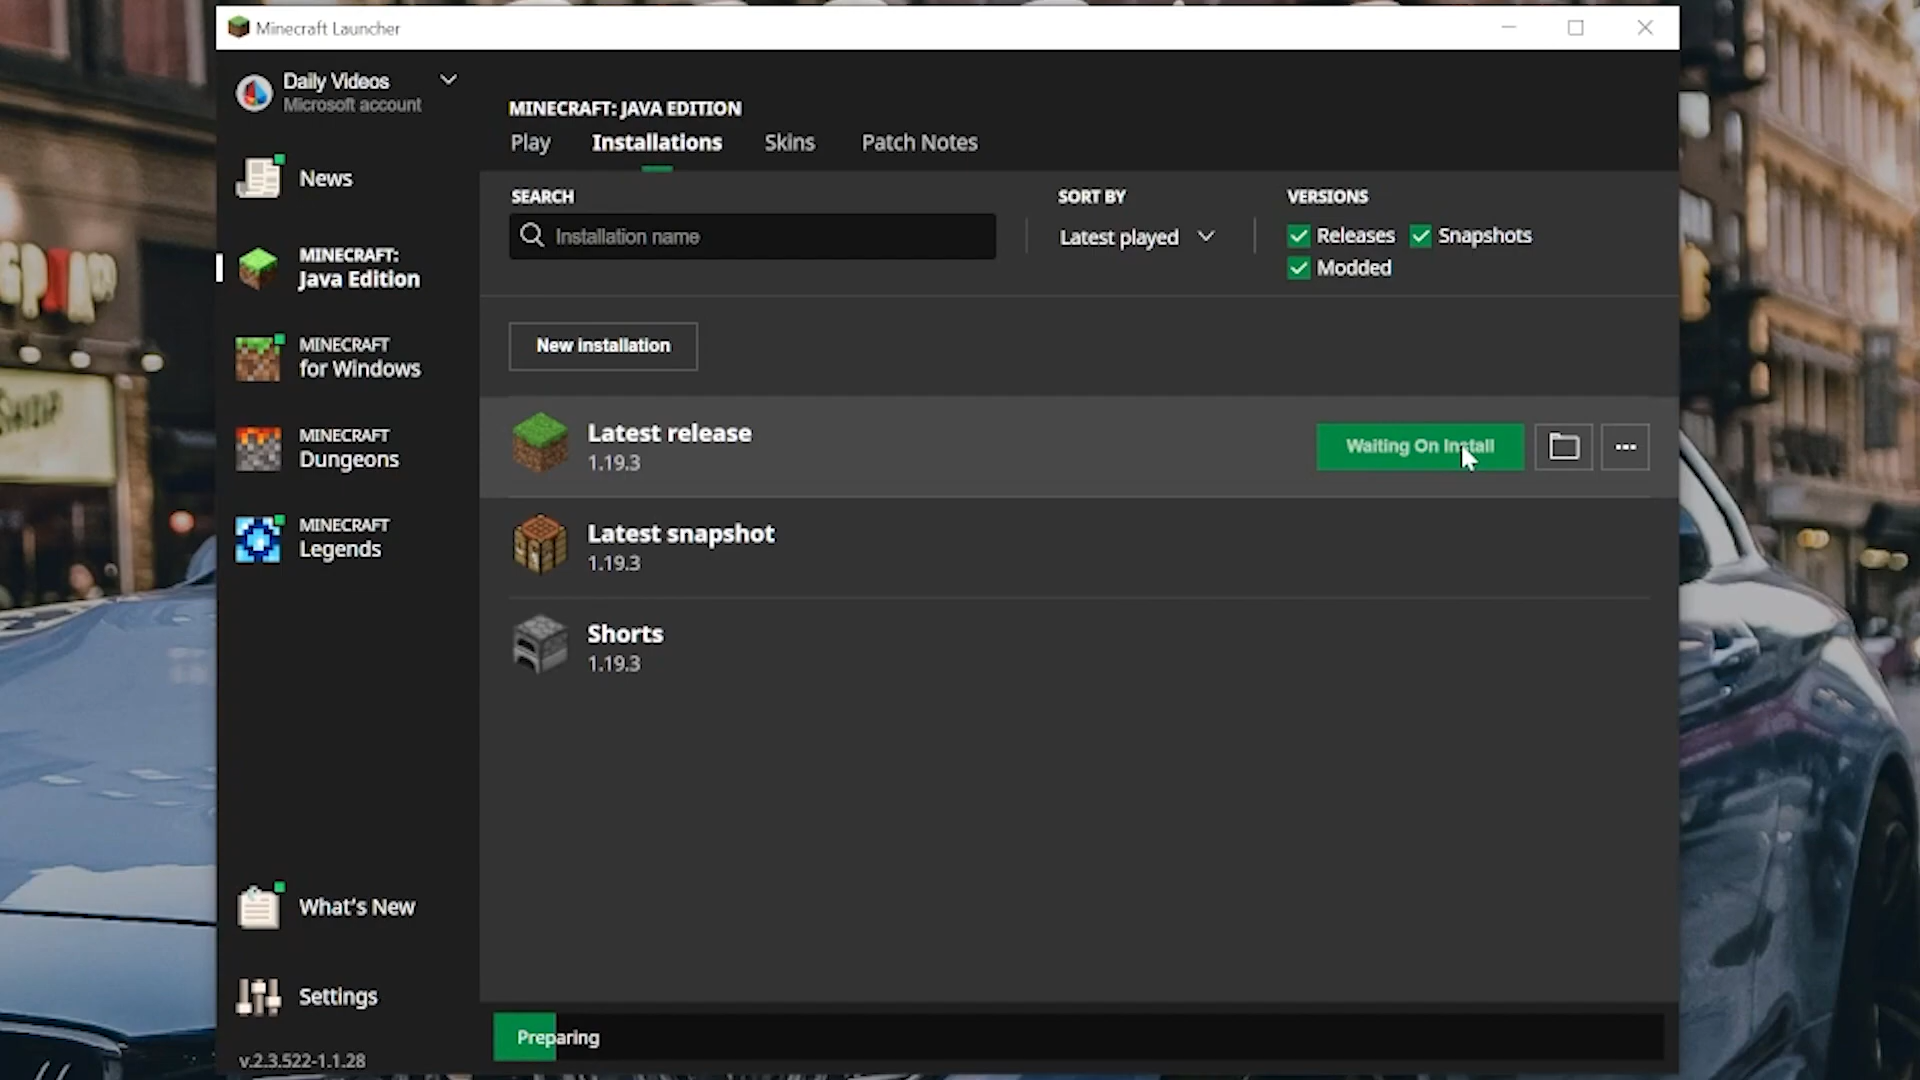 Minecraft Launcher
Daily Videos
Microsoft account
News
MINECRAFT:
Java Edition
MINECRAFT
for Windows
MINECRAFT
Dungeons
MINECRAFT
Legends
What's New
Settings
v.2.3.522-1.1.28
MINECRAFT: JAVA EDITION
Play Installations Skins Patch Notes
SEARCH
Installation name
SORT BY
Latest played
VERSIONS
Releases Snapshots
Modded
New installation
Latest release
1.19.3
Waiting On Install
Latest snapshot
1.19.3
Shorts
1.19.3
Preparing